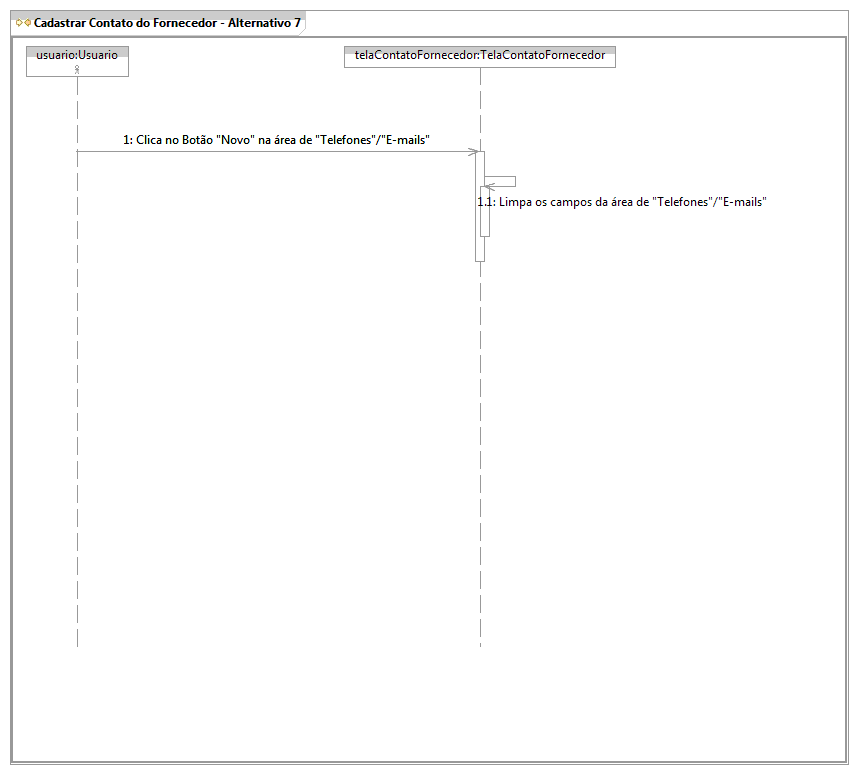 Cadastrar Contato do Fornecedor - Alternativo 7
usuario:Usuario
telaContatoFornecedor:TelaContatoFornecedor
1: Clica no Botão "Novo" na área de "Telefones"/"E-mails"
1.1: Limpa os campos da área de "Telefones"/"E-mails"